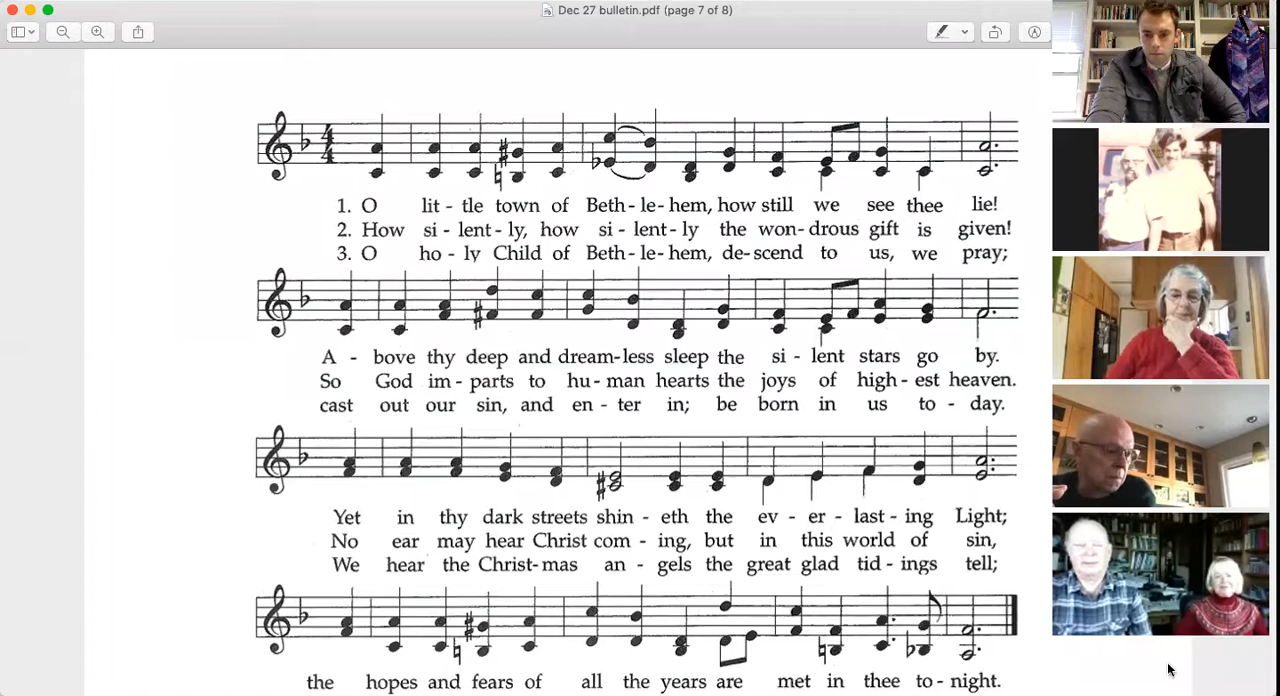 Dec 27 bulletin.pdf (page 7 of 8)
4
4
1. O lit - tle town of Beth - le - hem, how still we see thee lie!
2. How si - lent - ly, how si - lent - ly the won - drous gift is given!
3. O ho - ly Child of Beth - le - hem, de - scend to us, we pray;
A - bove thy deep and dream - less sleep the si - lent stars go by.
So God im - parts to hu - man hearts the joys of high - est heaven.
cast out our sin, and en - ter in; be born in us to - day.
Yet in thy dark streets shin - eth the ev - er - last - ing Light;
No ear may hear Christ com - ing, but in this world of sin,
We hear the Christ - mas an - gels the great glad tid - ings tell;
the hopes and fears of all the years are met in thee to - night.